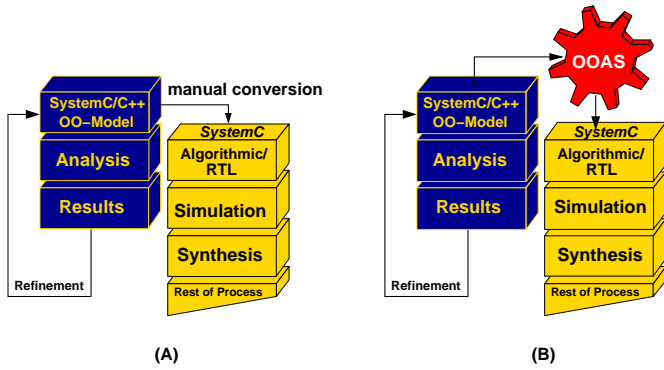 manual conversion
SystemC/C++
OO−Model
Analysis
Results
Refinement
SystemC
Algorithmic/
RTL
Simulation
Synthesis
Rest of Process
(A)
OOAS
SystemC/C++
OO−Model
Analysis
Results
Refinement
SystemC
Algorithmic/
RTL
Simulation
Synthesis
Rest of Process
(B)